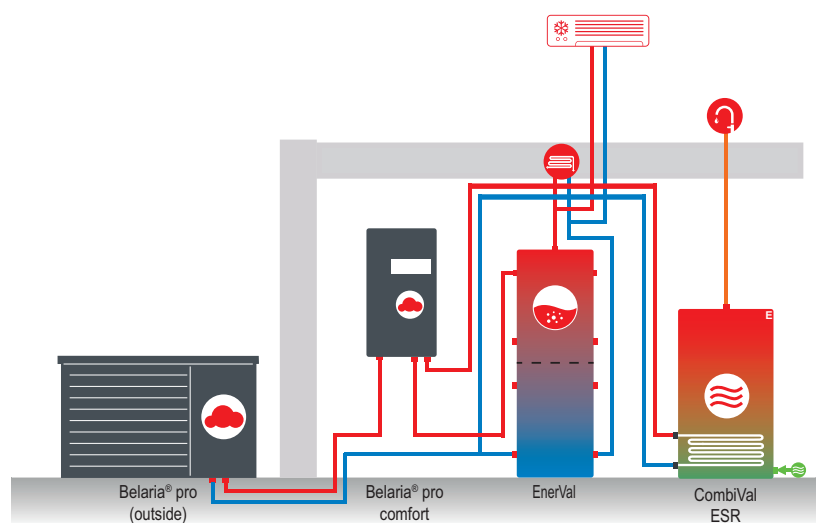 E
Belaria® pro
(outside)
Belaria® pro
comfort
EnerVal
CombiVal
ESR